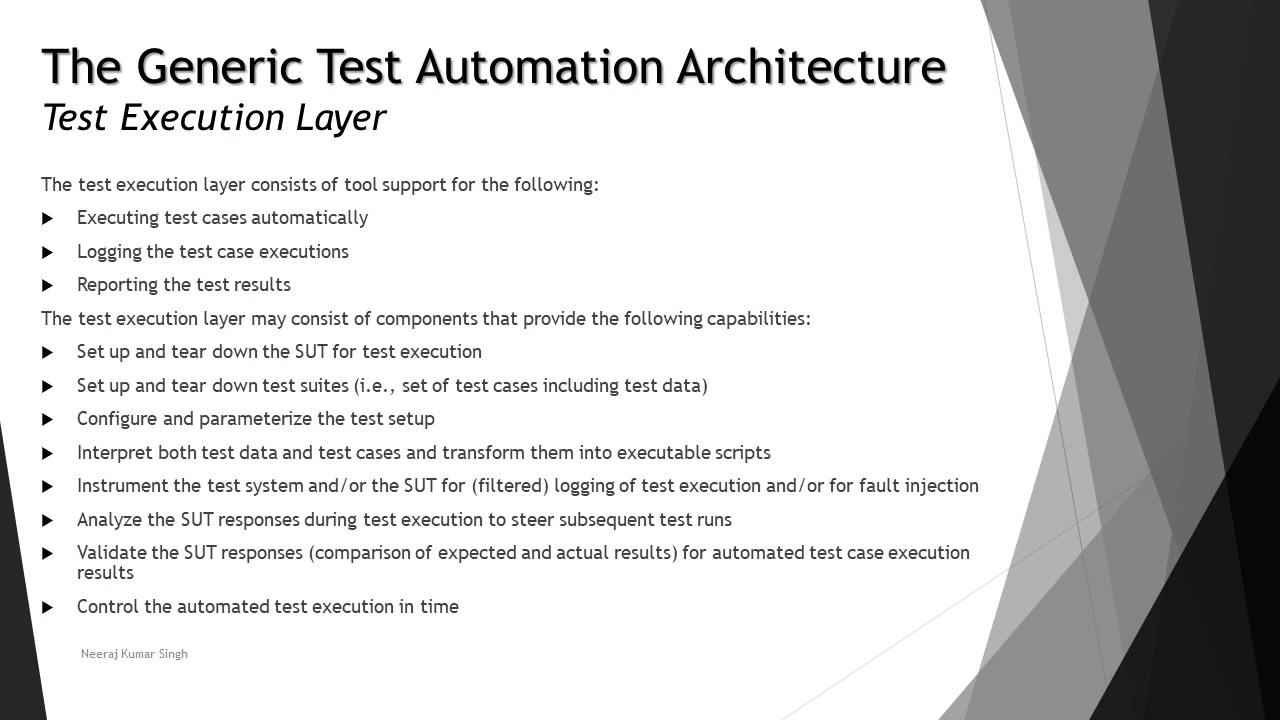 The Generic Test Automation Architecture
Test Execution Layer
The test execution layer consists of tool support for the following:
Executing test cases automatically
Logging the test case executions
Reporting the test results
The test execution layer may consist of components that provide the following capabilities:
Set up and tear down the SUT for test execution
Set up and tear down test suites (i.e., set of test cases including test data)
Configure and parameterize the test setup
Interpret both test data and test cases and transform them into executable scripts
Instrument the test system and/or the SUT for (filtered) logging of test execution and/or for fault injection
Analyze the SUT responses during test execution to steer subsequent test runs
Validate the SUT responses (comparison of expected and actual results) for automated test case execution
results
Control the automated test execution in time
Neeraj Kumar Singh